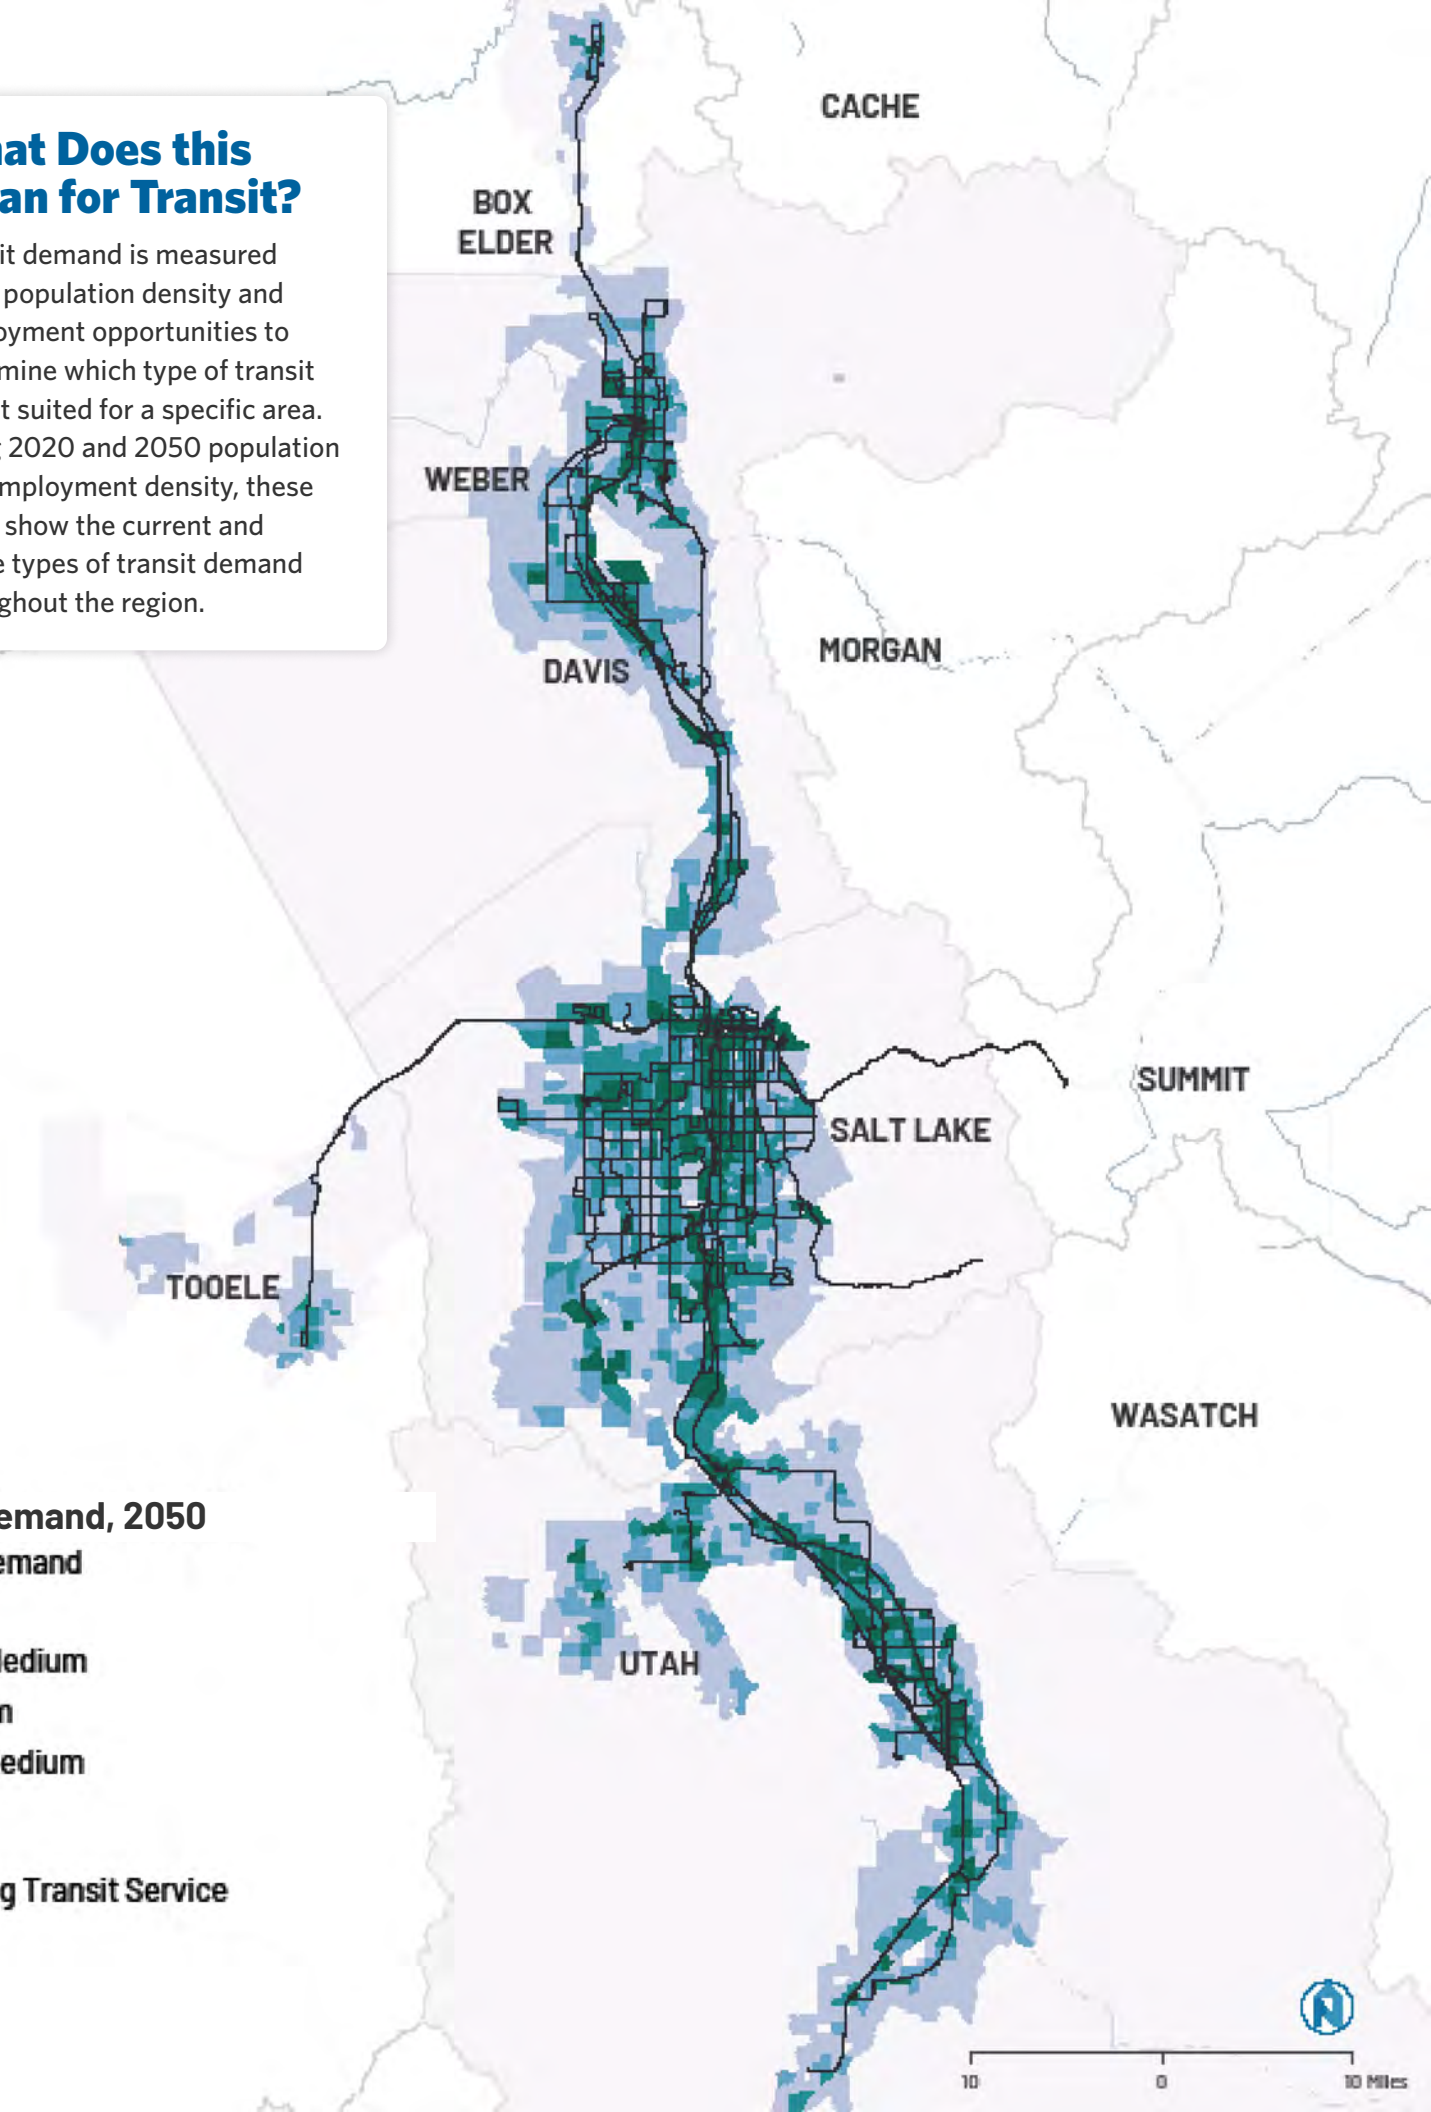 at Does this
an for Transit?
it demand is measured
population density and
oyment opportunities to
mine which type of transit
t suited for a specific area.
2020 and 2050 population
mployment density, these
show the current and
e types of transit demand
ghout the region.
CACHE
BOX
ELDER
WEBER
MORGAN
DAVIS
SUMMIT
SALT LAKE
TOOELE
WASATCH
UTAH
emand, 2050
emand
edium
m
edium
g Transit Service
N
10 0 10 Miles